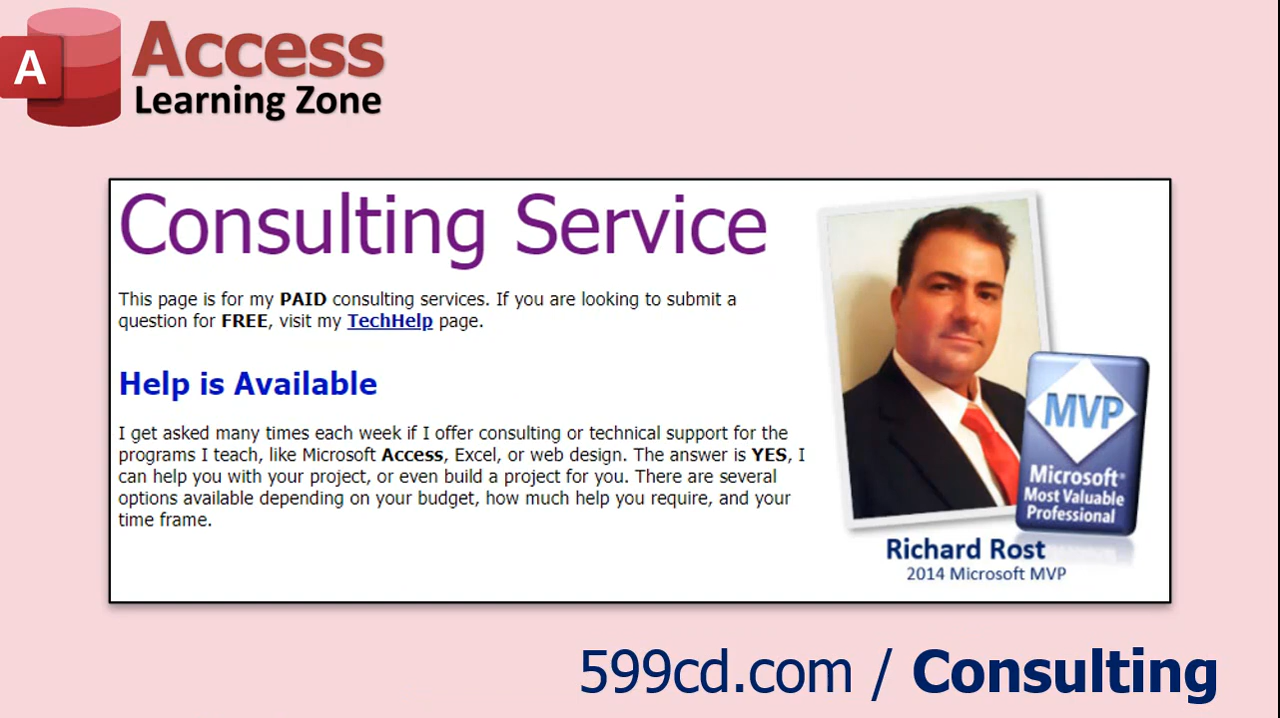 A
Access
Learning Zone
Consulting Service
This page is for my PAID consulting services. If you are looking to submit a
question for FREE, visit my TechHelp page.
Help is Available
I get asked many times each week if I offer consulting or technical support for the
programs I teach, like Microsoft Access, Excel, or web design. The answer is YES, I
can help you with your project, or even build a project for you. There are several
options available depending on your budget, how much help you require, and your
time frame.
MVP
Microsoft®
Most Valuable
Professional
Richard Rost
2014 Microsoft MVP
599cd.com / Consulting